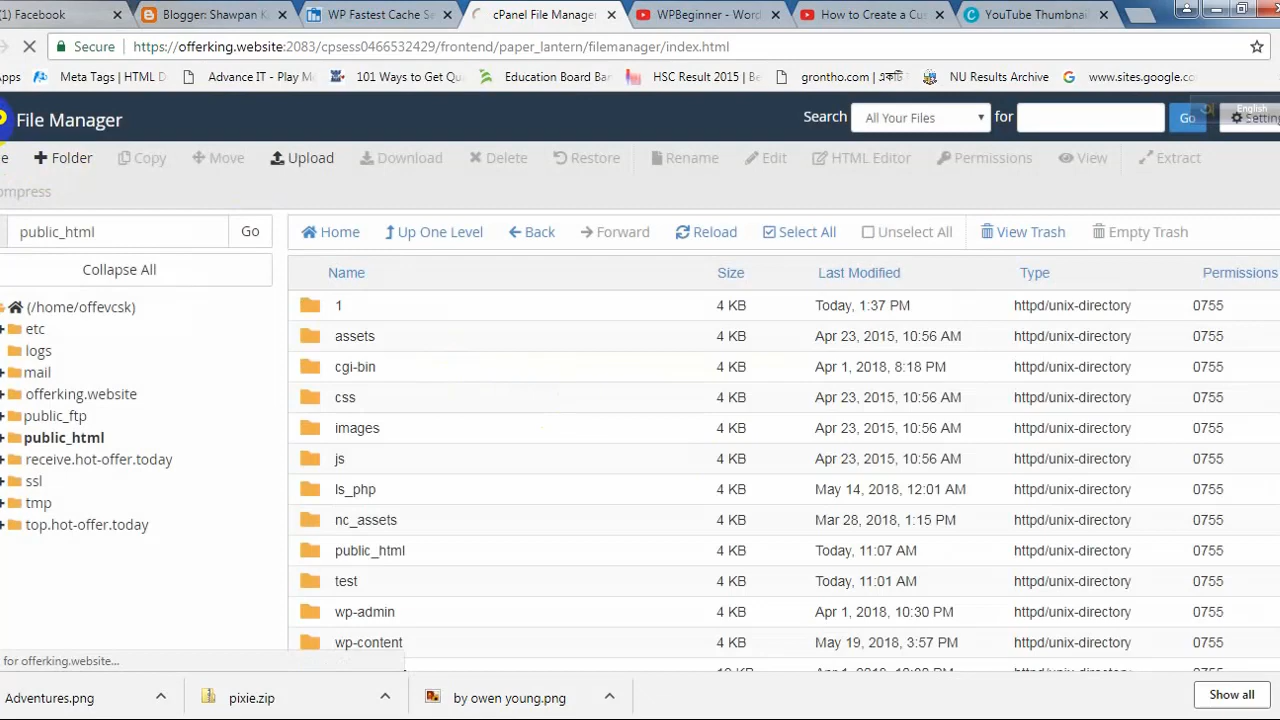 ) Facebook
Blogger: Shawpan K
WP Fastest Cache Se
cPanel File Manager
WPBeginner - Word
How to Create a Cus
YouTube Thumbnai
Secure
https://offerking.website:2083/cpsess0466532429/frontend/paper_lantern/filemanager/index.html
Apps
Meta Tags | HTML D
Advance IT - Play M
101 Ways to Get Qu
Education Board Ban
HSC Result 2015 | Be
grontho.com | একটি
NU Results Archive
www.sites.google.co
File Manager
Search
All Your Files
for
Go
Setting
English
Folder
Copy
Move
Upload
Download
Delete
Restore
Rename
Edit
HTML Editor
Permissions
View
Extract
ompress
public_html
Go
Home
Up One Level
Back
Forward
Reload
Select All
Unselect All
View Trash
Empty Trash
Collapse All
(/home/offevcsk)
etc
logs
mail
offerking.website
public_ftp
public_html
receive.hot-offer.today
ssl
tmp
top.hot-offer.today
Name Size Last Modified Type Permissions
1 4 KB Today, 1:37 PM httpd/unix-directory 0755
assets 4 KB Apr 23, 2015, 10:56 AM httpd/unix-directory 0755
cgi-bin 4 KB Apr 1, 2018, 8:18 PM httpd/unix-directory 0755
css 4 KB Apr 23, 2015, 10:56 AM httpd/unix-directory 0755
images 4 KB Apr 23, 2015, 10:56 AM httpd/unix-directory 0755
js 4 KB Apr 23, 2015, 10:56 AM httpd/unix-directory 0755
ls_php 4 KB May 14, 2018, 12:01 AM httpd/unix-directory 0755
nc_assets 4 KB Mar 28, 2018, 1:15 PM httpd/unix-directory 0755
public_html 4 KB Today, 11:07 AM httpd/unix-directory 0755
test 4 KB Today, 11:01 AM httpd/unix-directory 0755
wp-admin 4 KB Apr 1, 2018, 10:30 PM httpd/unix-directory 0755
wp-content 4 KB May 19, 2018, 3:57 PM httpd/unix-directory 0755
for offerking.website...
Adventures.png
pixie.zip
by owen young.png
Show all